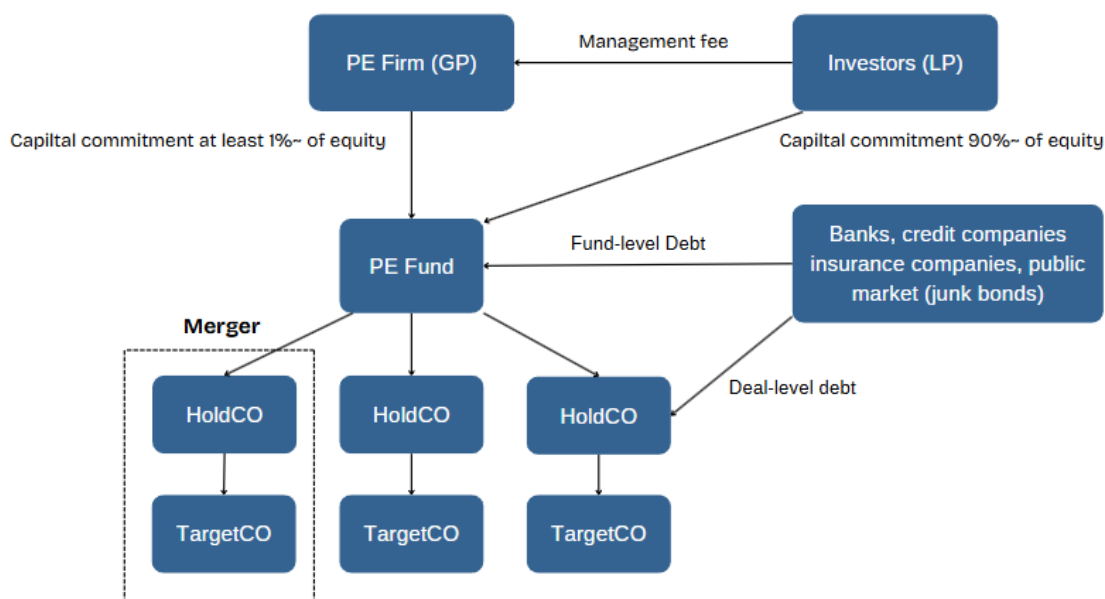 Management fee
PE Firm (GP)
Investors (LP)
Capiltal commitment at least 1%~ of equity
Capiltal commitment 90%~ of equity
PE Fund
Fund-level Debt
Banks, credit companies
insurance companies, public
market (junk bonds)
Merger
HoldCO
HoldCO
HoldCO
Deal-level debt
TargetCO
TargetCO
TargetCO